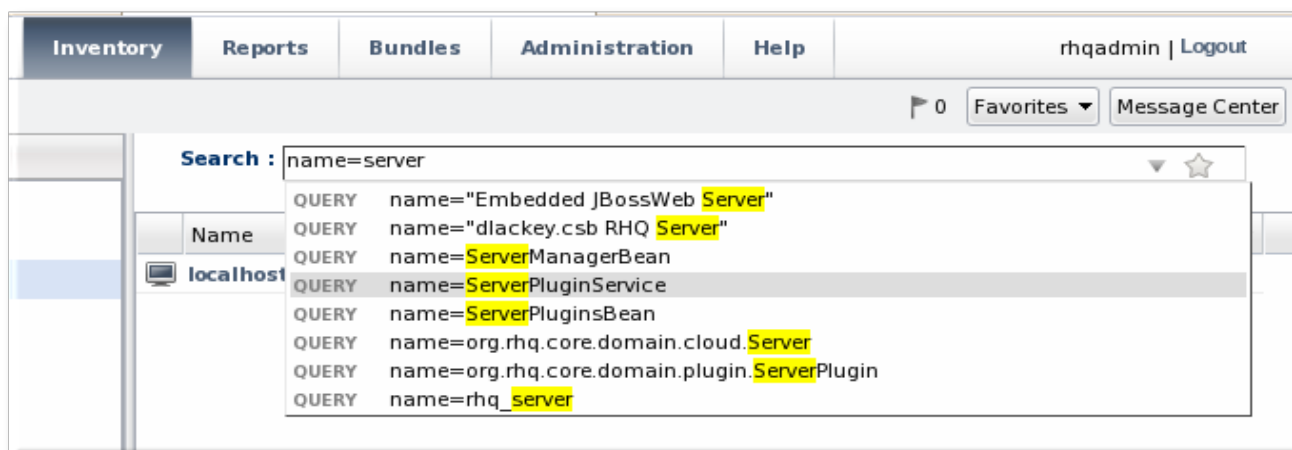 Inventory Reports Bundles Administration Help rhqadmin | Logout
0 Favorites Message Center
Search : name=server
QUERY name="Embedded JBossWeb Server"
QUERY name="dlackey.csb RHQ Server"
Name
QUERY name=ServerManagerBean
localhost
QUERY name=ServerPluginService
QUERY name=ServerPluginsBean
QUERY name=org.rhq.core.domain.cloud.Server
QUERY name=org.rhq.core.domain.plugin.ServerPlugin
QUERY name=rhq_server